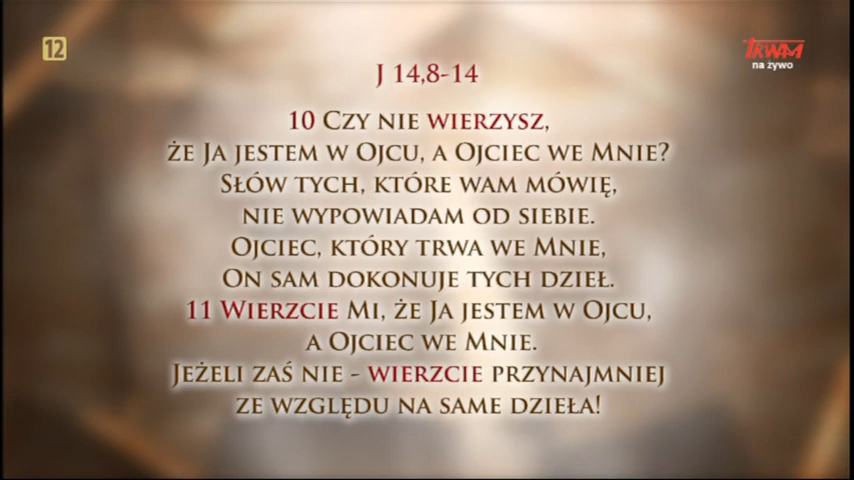 12
TRWAM
na żywo
J 14,8-14
10 Czy nie wierzysz,
że Ja jestem w Ojcu, a Ojciec we Mnie?
Słów tych, które wam mówię,
nie wypowiadam od siebie.
Ojciec, który trwa we Mnie,
On sam dokonuje tych dzieł.
11 Wierzcie Mi, że Ja jestem w Ojcu,
a Ojciec we Mnie.
Jeżeli zaś nie - wierzcie przynajmniej
ze względu na same dzieła!